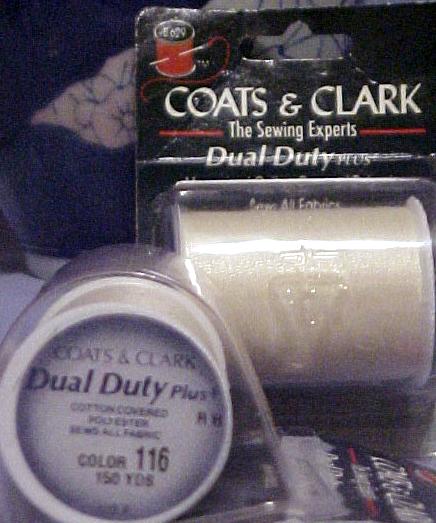 COATS & CLARK
The Sewing Experts
Dual Duty PLUS
Sews All Fabrics
COATS & CLARK
Dual Duty Plus
COTTON COVERED
POLYESTER
SEWS ALL FABRIC
COLOR 116
150 YDS